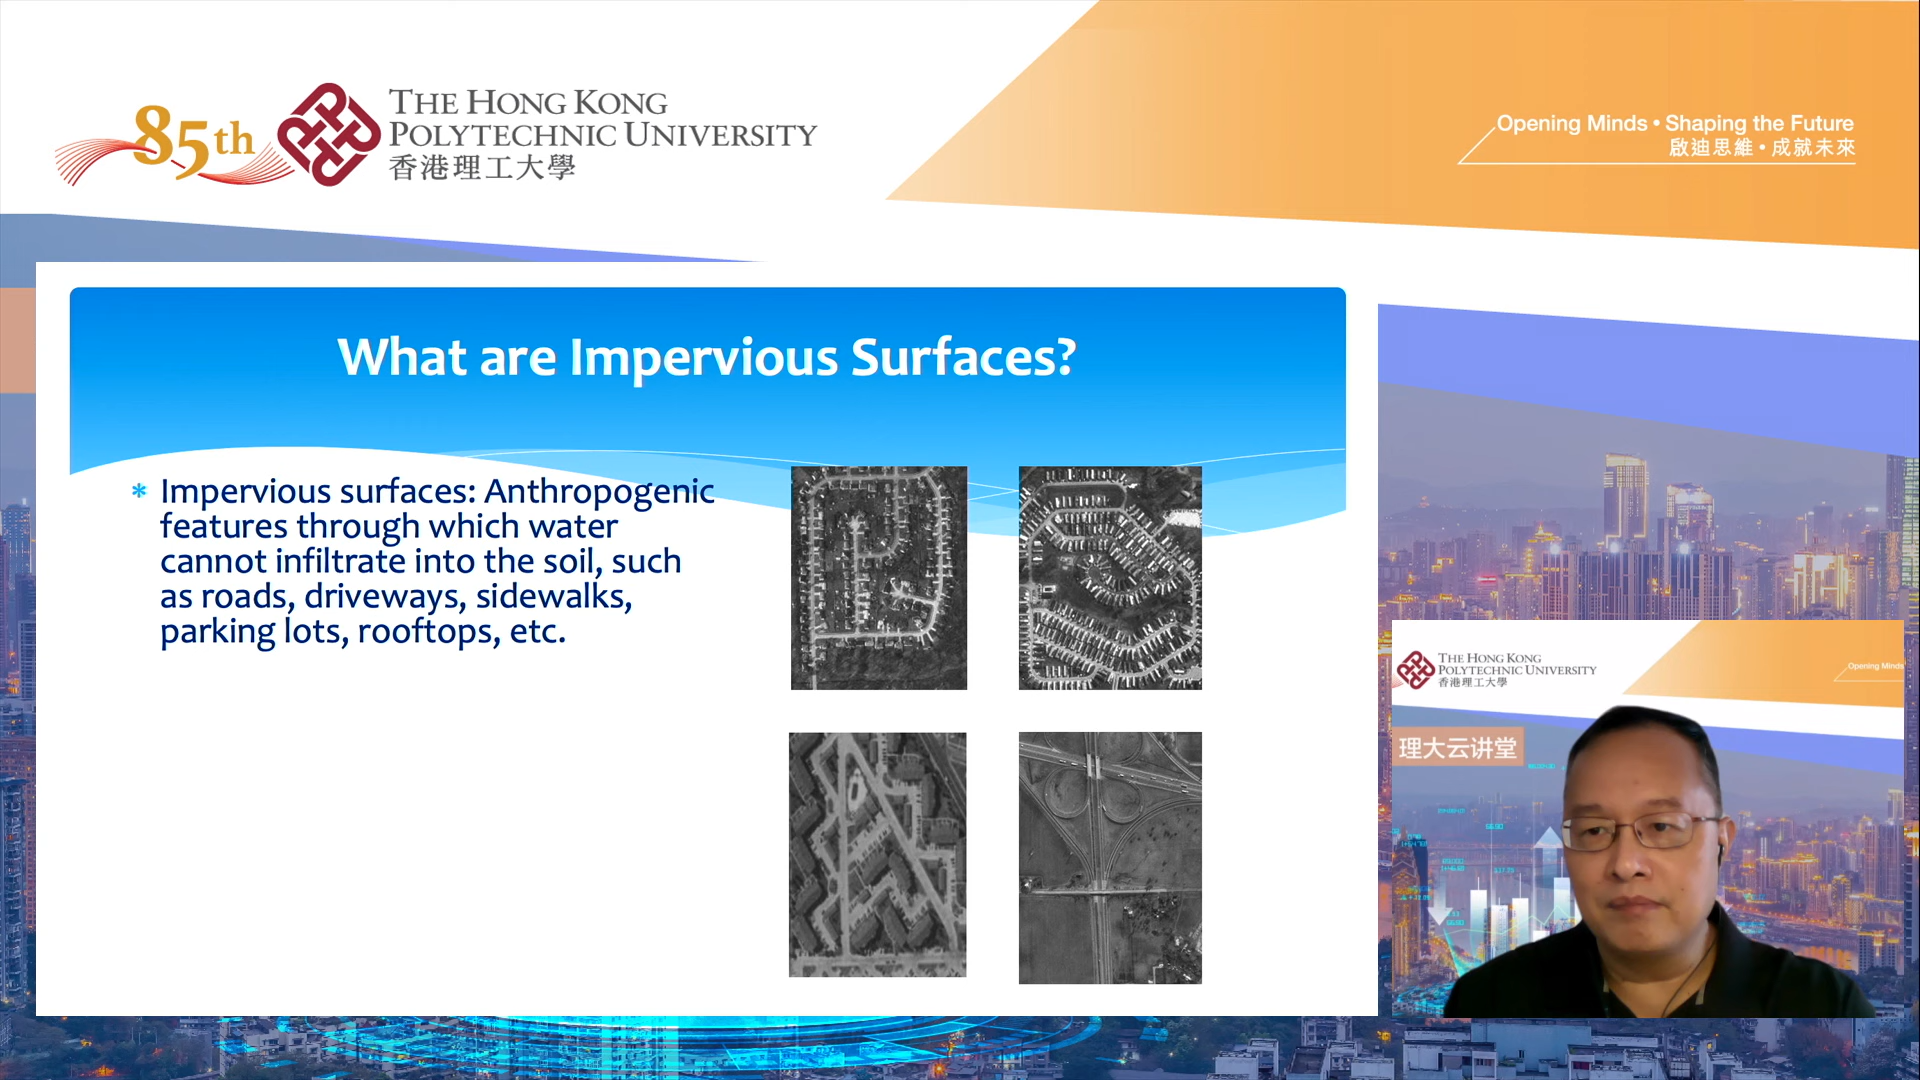 85th
THE HONG KONG
POLYTECHNIC UNIVERSITY
香港理工大學
Opening Minds • Shaping the Future
啟迪思維 • 成就未來
What are Impervious Surfaces?
* Impervious surfaces: Anthropogenic
features through which water
cannot infiltrate into the soil, such
as roads, driveways, sidewalks,
parking lots, rooftops, etc.
THE HONG KONG
POLYTECHNIC UNIVERSITY
香港理工大學
Opening Minds
理大云讲堂